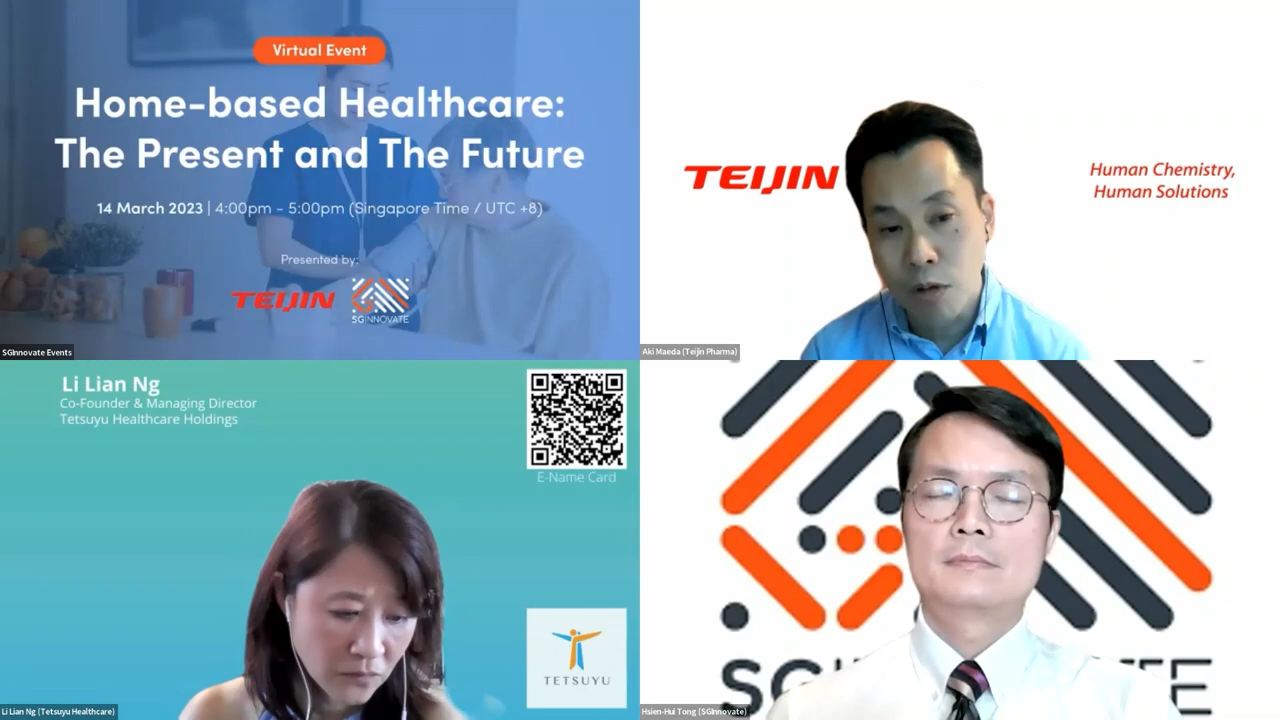 Virtual Event
Home-based Healthcare:
The Present and The Future
14 March 2023 | 4:00pm - 5:00pm (Singapore Time / UTC +8)
Presented by:
TEIJIN
SGINNOVATE
SGInnovate Events
TEIJIN
Human Chemistry,
Human Solutions
Aki Maeda (Teijin Pharma)
Li Lian Ng
Co-Founder & Managing Director
Tetsuyu Healthcare Holdings
E-Name Card
TETSUYU
Li Lian Ng (Tetsuyu Healthcare)
Hsien-Hui Tong (SGInnovate)